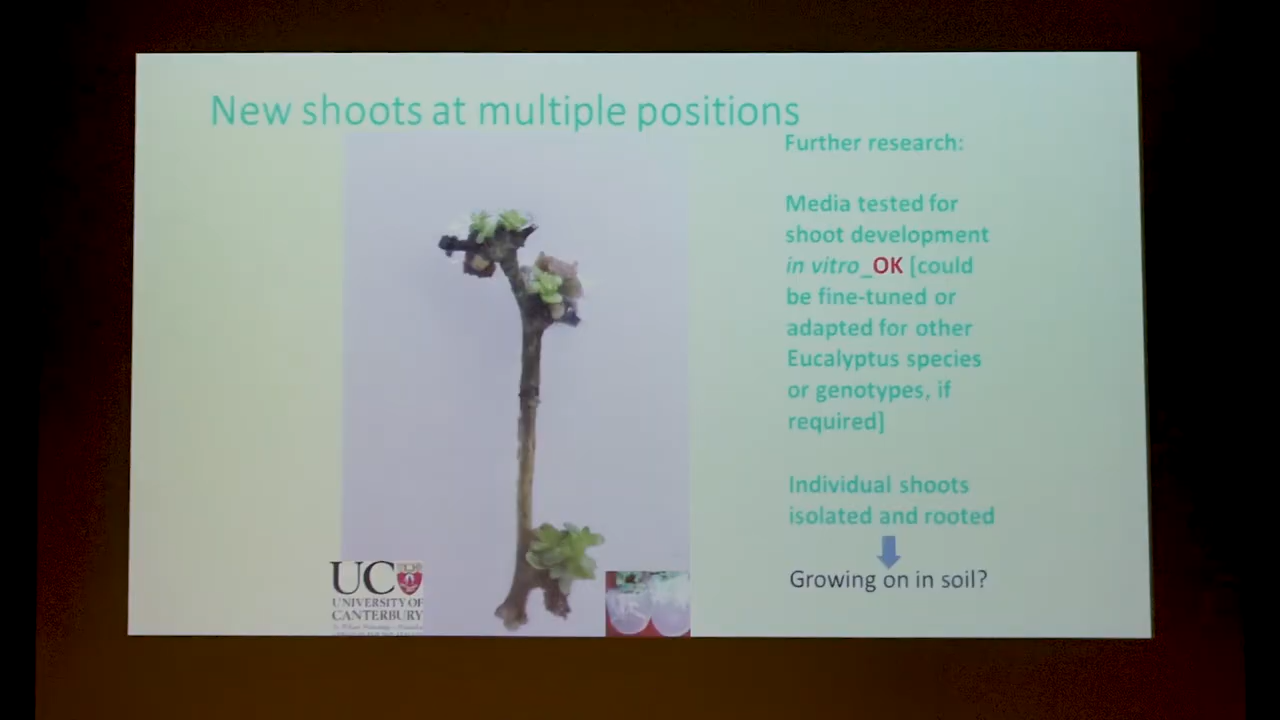 New shoots at multiple positions
Further research:
Media tested for
shoot development
in vitro_OK [could
be fine-tuned or
adapted for other
Eucalyptus species
or genotypes, if
required]
Individual shoots
isolated and rooted
Growing on in soil?
UC
UNIVERSITY OF
CANTERBURY